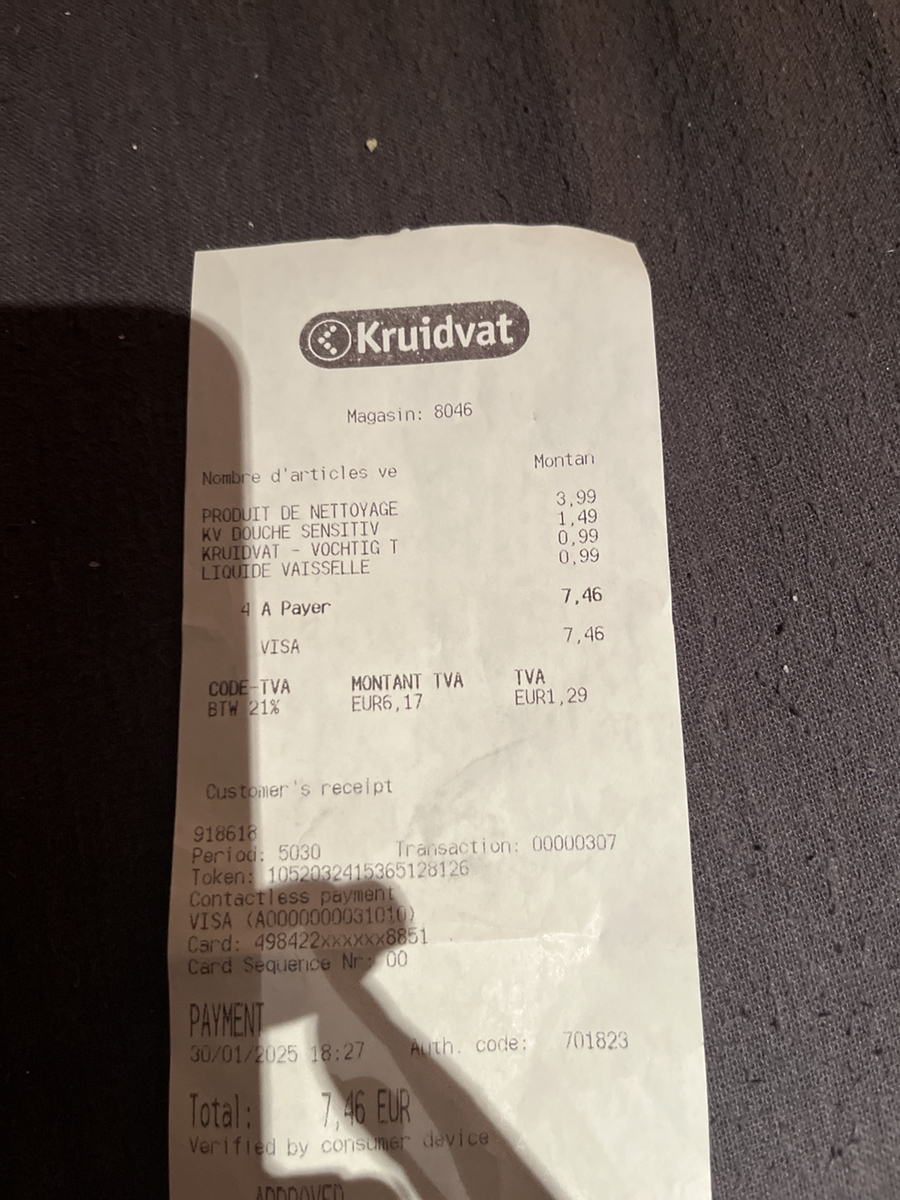 Kruidvat
Magasin: 8046
Nombre d'articles ve Montan
PRODUIT DE NETTOYAGE 3,99
KV DOUCHE SENSITIV 1,49
KRUIDVAT - VOCHTIG T 0,99
LIQUIDE VAISSELLE 0,99
4 A Payer 7,46
VISA 7,46
CODE-TVA MONTANT TVA TVA
BTW 21% EUR6,17 EUR1,29
Customer's receipt
918618
Period: 5030 Transaction: 00000307
Token: 1052032415365128126
Contactless payment
VISA (A0000000031010)
Card: 498422xxxxxx8851
Card Sequence Nr: 00
PAYMENT
30/01/2025 18:27 Auth. code: 701823
Total: 7,46 EUR
Verified by consumer device
APPROVED